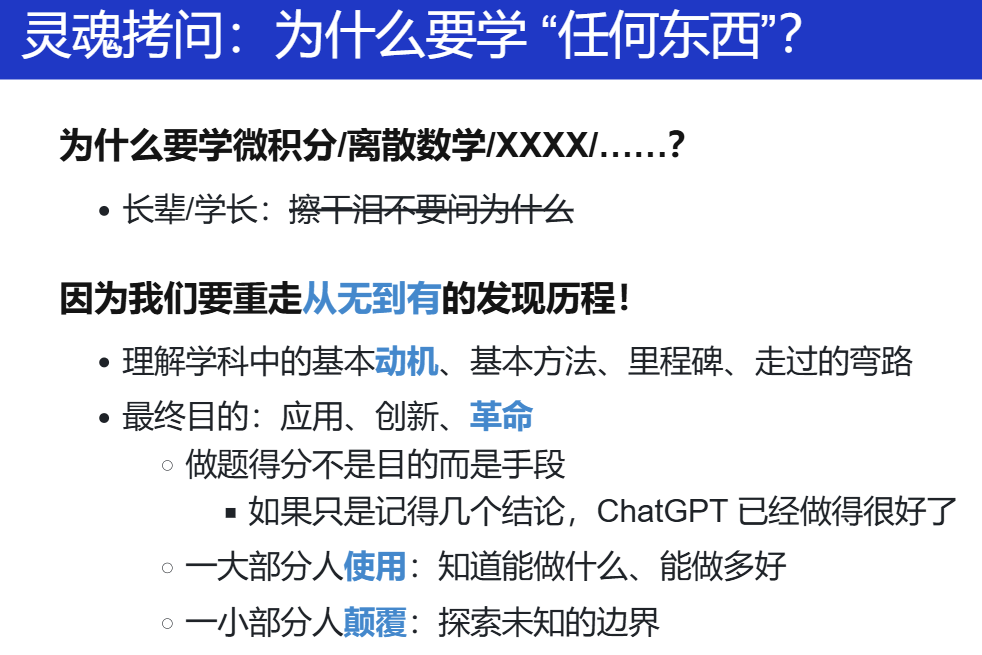 灵魂拷问：为什么要学 “任何东西”？
为什么要学微积分/离散数学/XXXX/……？
• 长辈/学长：擦干泪不要问为什么
因为我们要重走从无到有的发现历程！
• 理解学科中的基本动机、基本方法、里程碑、走过的弯路
• 最终目的：应用、创新、革命
○ 做题得分不是目的而是手段
▪ 如果只是记得几个结论，ChatGPT 已经做得很好了
○ 一大部分人使用：知道能做什么、能做多好
○ 一小部分人颠覆：探索未知的边界